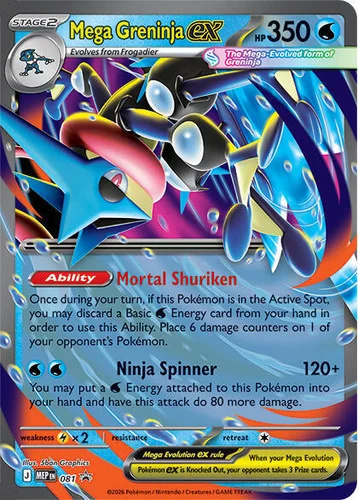 STAGE2 Mega Greninja ex HP 350
Evolves from Frogadier
The Mega-Evolved form of
Greninja
Ability Mortal Shuriken
Once during your turn, if this Pokémon is in the Active Spot,
you may discard a Basic Energy card from your hand in
order to use this Ability. Place 6 damage counters on 1 of
your opponent's Pokémon.
Ninja Spinner 120+
You may put a Energy attached to this Pokémon into
your hand and have this attack do 80 more damage.
weakness ×2 resistance retreat
Illus. 5ban Graphics
Mega Evolution ex rule
When your Mega Evolution
Pokémon ex is Knocked Out, your opponent takes 3 Prize cards.
J MEP EN 081
©2026 Pokémon / Nintendo / Creatures / GAME FREAK